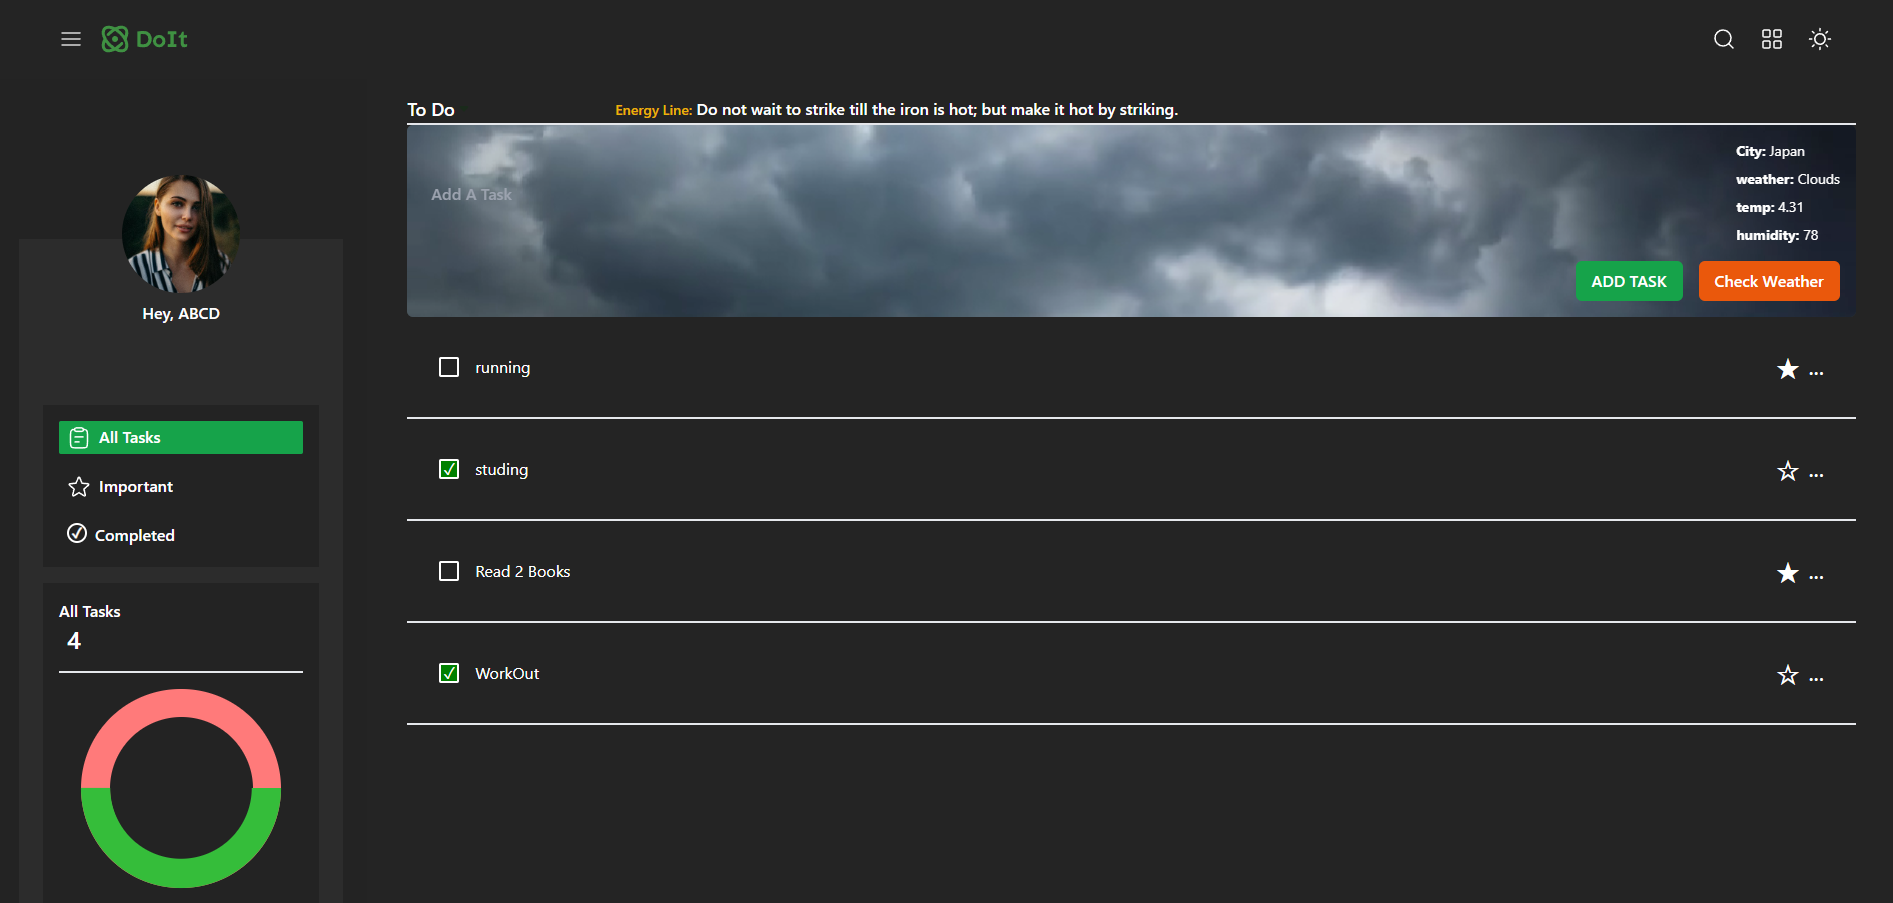 DoIt
To Do
Energy Line: Do not wait to strike till the iron is hot; but make it hot by striking.
Add A Task
City: Japan
weather: Clouds
temp: 4.31
humidity: 78
ADD TASK
Check Weather
Hey, ABCD
All Tasks
Important
Completed
All Tasks
4
running
...
studing
...
Read 2 Books
...
WorkOut
...